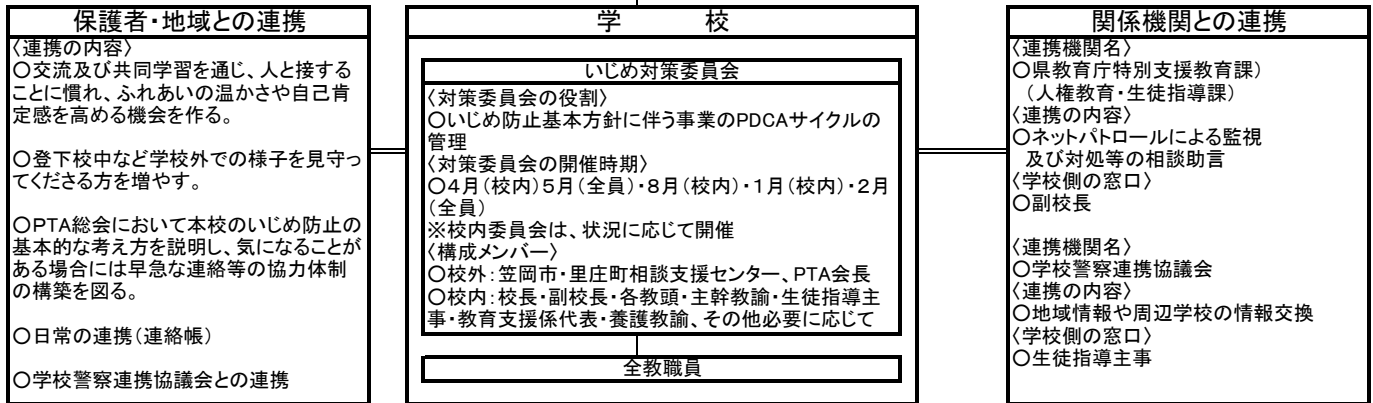 保護者・地域との連携
〈連携の内容〉
○交流及び共同学習を通じ、人と接する
ことに慣れ、ふれあいの温かさや自己肯
定感を高める機会を作る。
○登下校中など学校外での様子を見守っ
てくださる方を増やす。
○PTA総会において本校のいじめ防止の
基本的な考え方を説明し、気になることが
ある場合には早急な連絡等の協力体制
の構築を図る。
○日常の連携(連絡帳)
○学校警察連携協議会との連携
学 校
いじめ対策委員会
〈対策委員会の役割〉
○いじめ防止基本方針に伴う事業のPDCAサイクルの
管理
〈対策委員会の開催時期〉
○4月(校内)5月(全員)・8月(校内)・1月(校内)・2月
(全員)
※校内委員会は、状況に応じて開催
〈構成メンバー〉
○校外:笠岡市・里庄町相談支援センター、PTA会長
○校内:校長・副校長・各教頭・主幹教諭・生徒指導主
事・教育支援係代表・養護教諭、その他必要に応じて
全教職員
関係機関との連携
〈連携機関名〉
○県教育庁特別支援教育課)
(人権教育・生徒指導課)
〈連携の内容〉
○ネットパトロールによる監視
及び対処等の相談助言
〈学校側の窓口〉
○副校長
〈連携機関名〉
○学校警察連携協議会
〈連携の内容〉
○地域情報や周辺学校の情報交換
〈学校側の窓口〉
○生徒指導主事